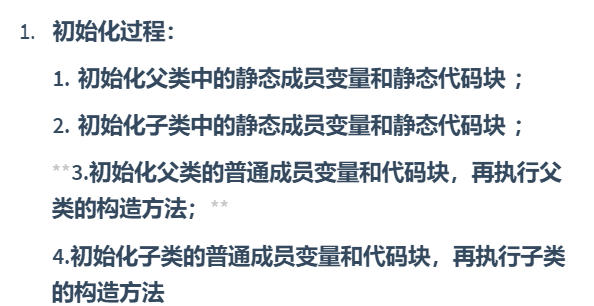 1. 初始化过程：
1. 初始化父类中的静态成员变量和静态代码块 ；
2. 初始化子类中的静态成员变量和静态代码块 ；
**3.初始化父类的普通成员变量和代码块，再执行父
类的构造方法；**
4.初始化子类的普通成员变量和代码块，再执行子类
的构造方法